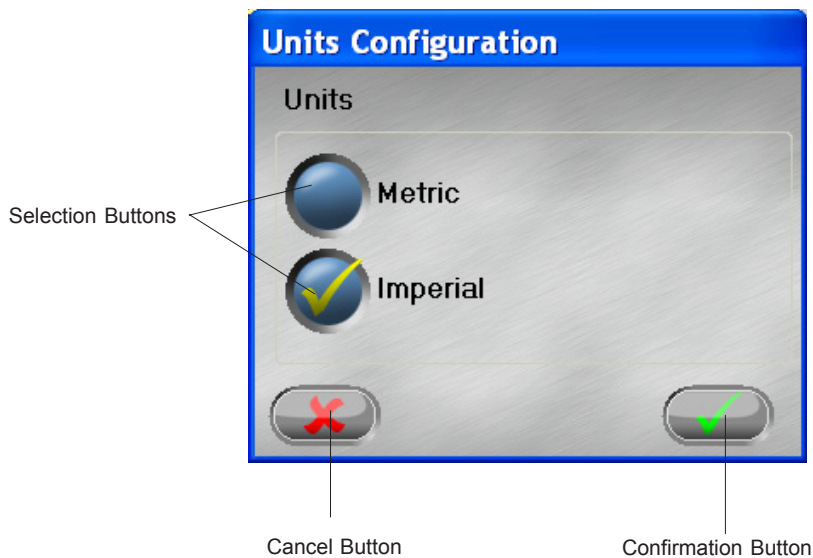 Units Configuration
Units
Metric
Selection Buttons
Imperial
Cancel Button
Confirmation Button